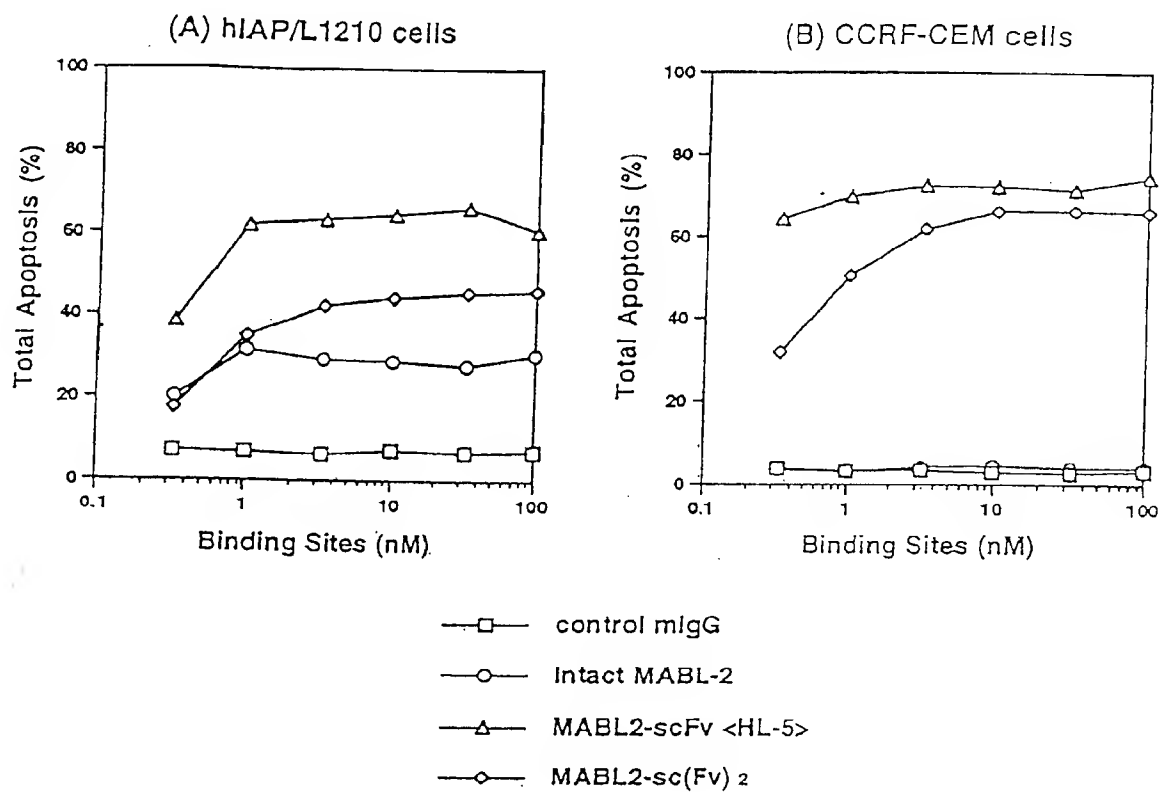 (A) hIAP/L1210 cells
Total Apoptosis (%)
100
80
60
40
20
0
0.1
1
10
100
Binding Sites (nM)
(B) CCRF-CEM cells
Total Apoptosis (%)
100
80
60
40
20
0
0.1
1
10
100
Binding Sites (nM)
control mIgG
Intact MABL-2
MABL2-scFv <HL-5>
MABL2-sc(Fv) 2